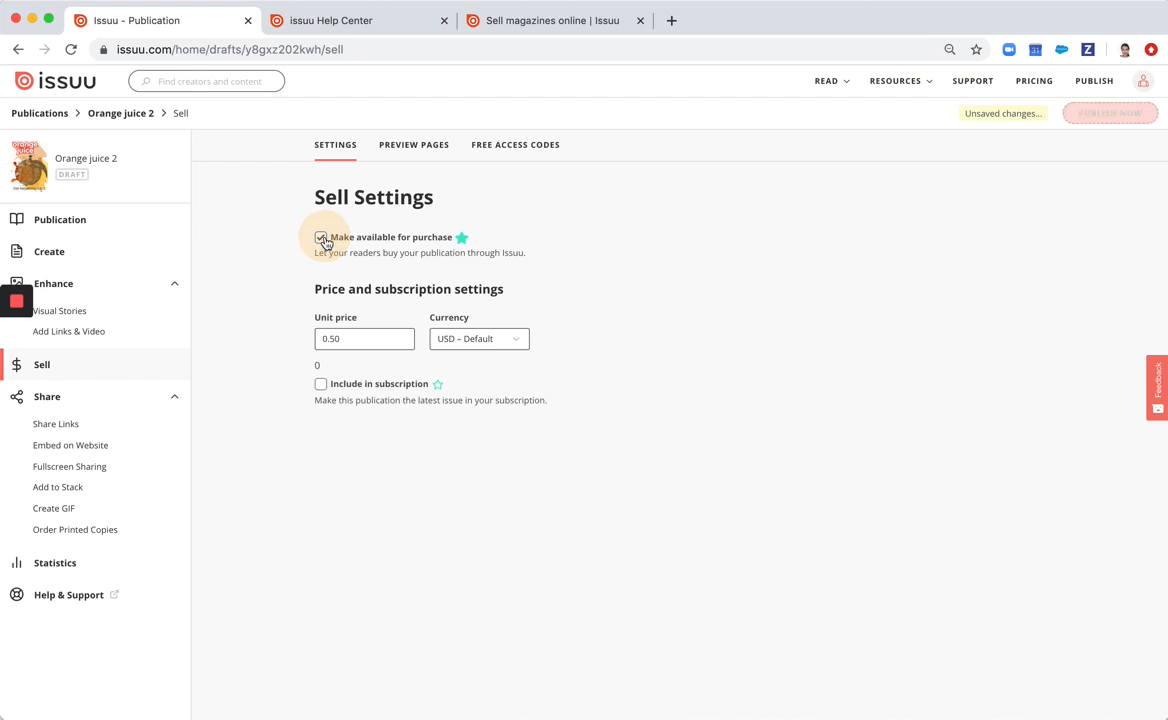 Issuu - Publication
issuu Help Center
Sell magazines online | Issuu
issuu.com/home/drafts/y8gxz202kwh/sell
issuu
Find creators and content
READ
RESOURCES
SUPPORT
PRICING
PUBLISH
Publications > Orange juice 2 > Sell
Unsaved changes...
PUBLISH NOW
orange juice
Orange juice 2
DRAFT
SETTINGS
PREVIEW PAGES
FREE ACCESS CODES
Publication
Create
Enhance
Visual Stories
Add Links & Video
Sell
Share
Share Links
Embed on Website
Fullscreen Sharing
Add to Stack
Create GIF
Order Printed Copies
Statistics
Help & Support
Sell Settings
Make available for purchase
Let your readers buy your publication through Issuu.
Price and subscription settings
Unit price
Currency
0.50
USD – Default
0
Include in subscription
Make this publication the latest issue in your subscription.
Feedback